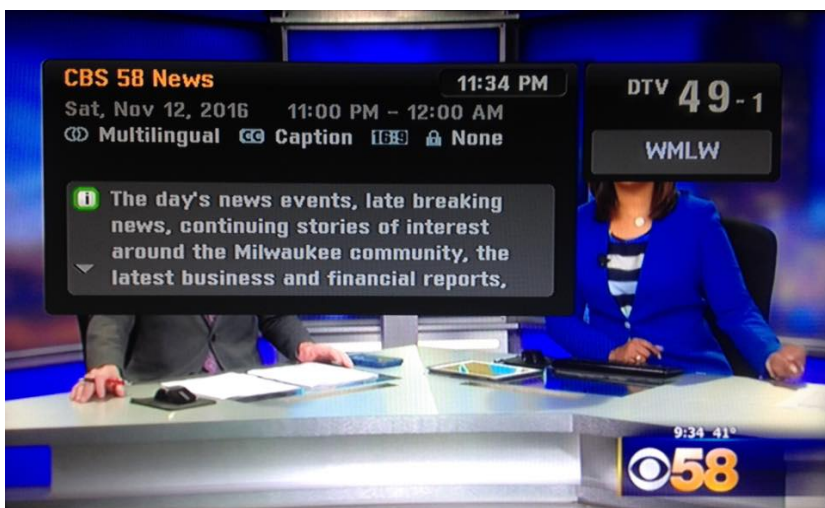 CBS 58 News
11:34 PM
Sat, Nov 12, 2016 11:00 PM – 12:00 AM
Multilingual CC Caption 16:9 None
i The day's news events, late breaking
news, continuing stories of interest
around the Milwaukee community, the
latest business and financial reports,
DTV 49-1
WMLW
9:34 41°
58